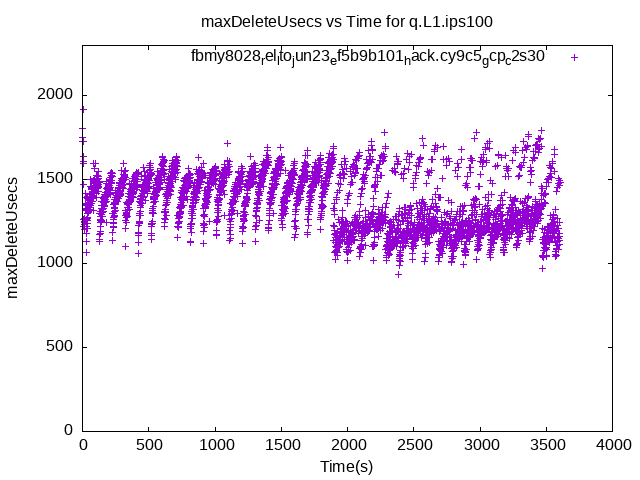 maxDeleteUsecs vs Time for q.L1.ips100
fbmy8028relltojun23ef5b9b101hack.cy9c5gcpc2s30
2000
1500
1000
500
0
maxDeleteUsecs
0 500 1000 1500 2000 2500 3000 3500 4000
Time(s)